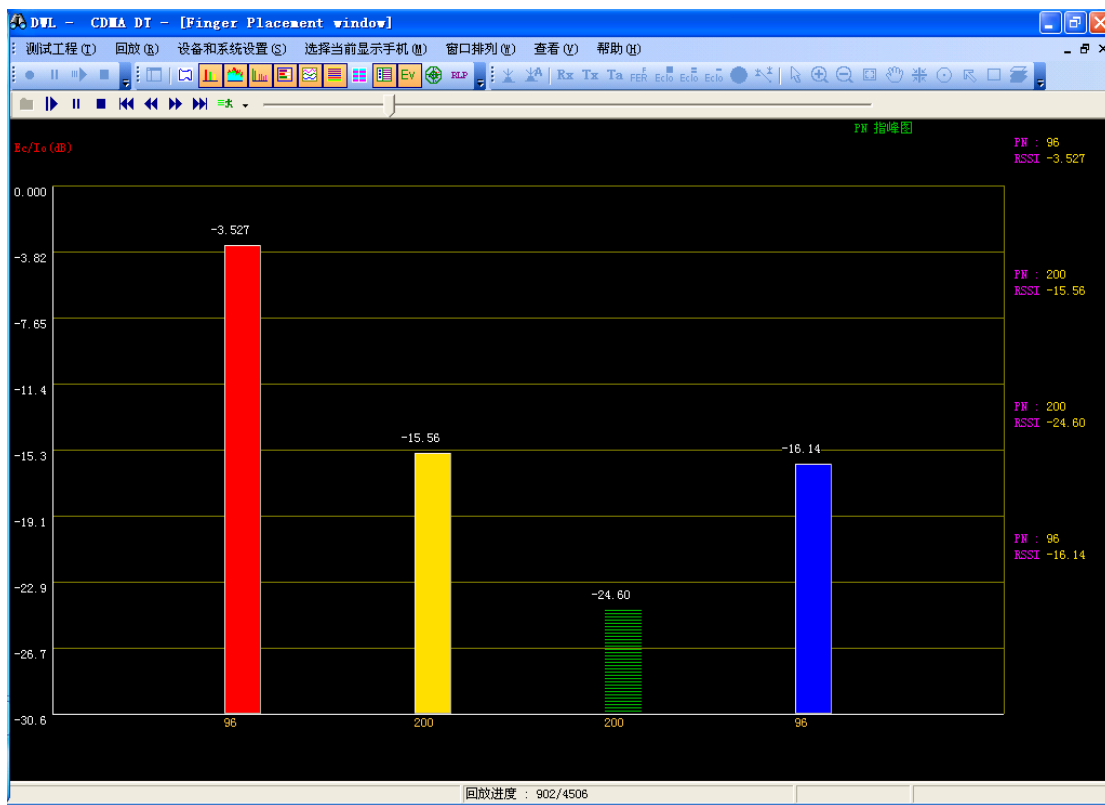 DWL - CDMA DT - [Finger Placement window]
测试工程(T) 回放(R) 设备和系统设置(S) 选择当前显示手机(M) 窗口排列(W) 查看(V) 帮助(H)
Ev RLP Rx Tx Ta FER EcIo EcIo EcIo
PN 指峰图
Ec/Io(dB)
PN : 96
RSSI -3.527
0.000
-3.527
-3.82
PN : 200
RSSI -15.56
-7.65
-11.4
PN : 200
RSSI -24.60
-15.56
-16.14
-15.3
-19.1
PN : 96
RSSI -16.14
-22.9
-24.60
-26.7
-30.6
96 200 200 96
回放进度 : 902/4506